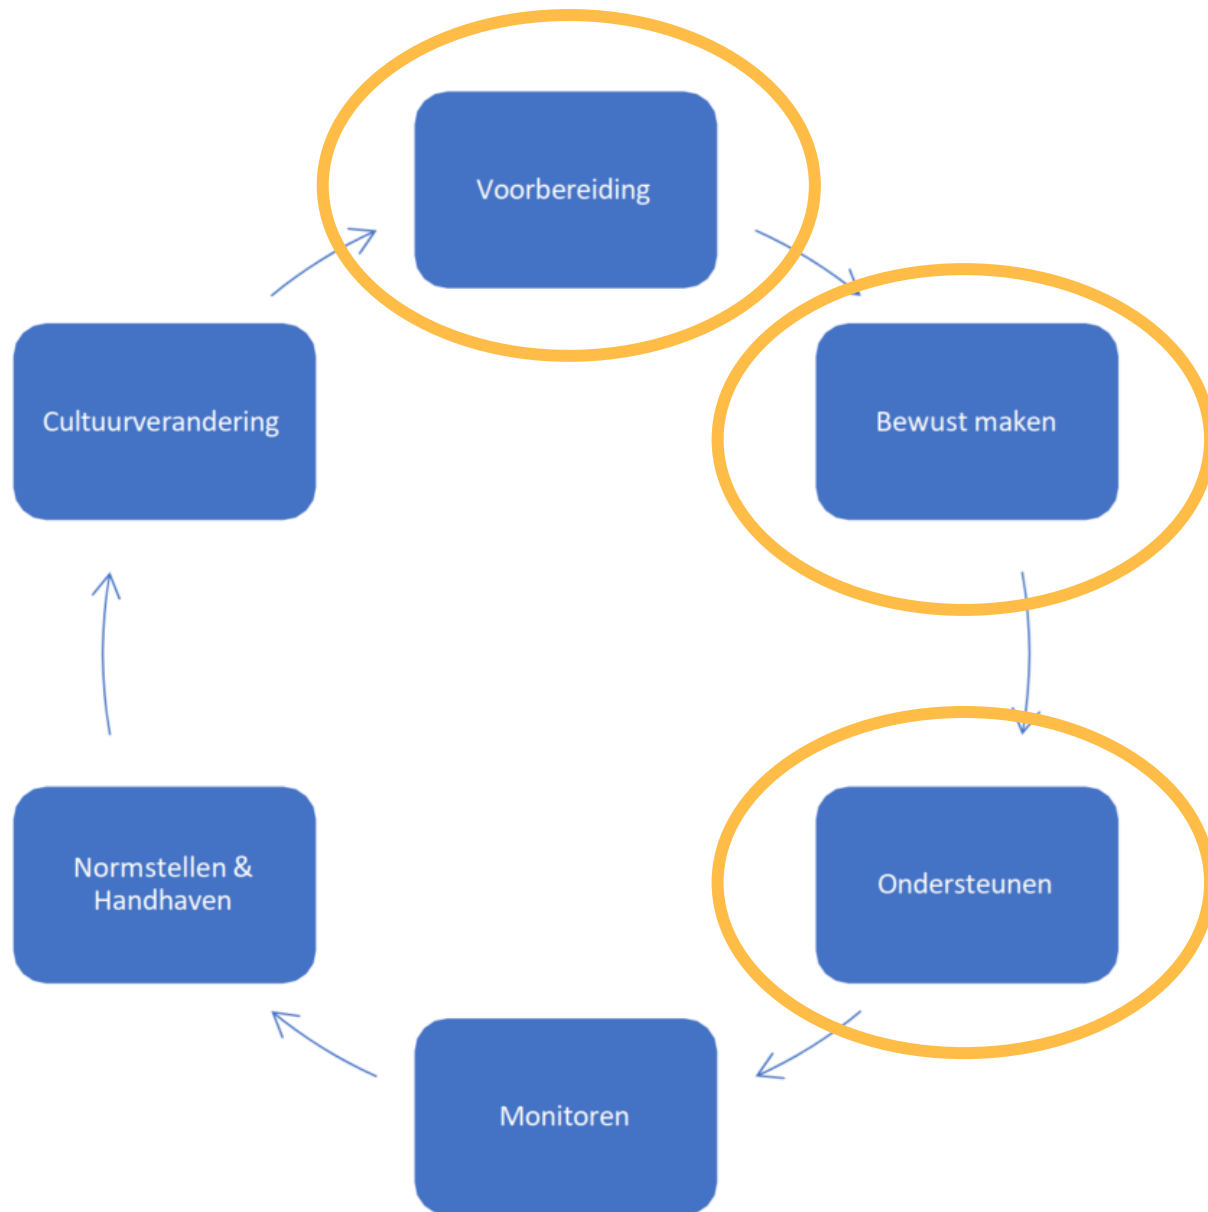 Voorbereiding
Bewust maken
Ondersteunen
Monitoren
Normstellen &
Handhaven
Cultuurverandering